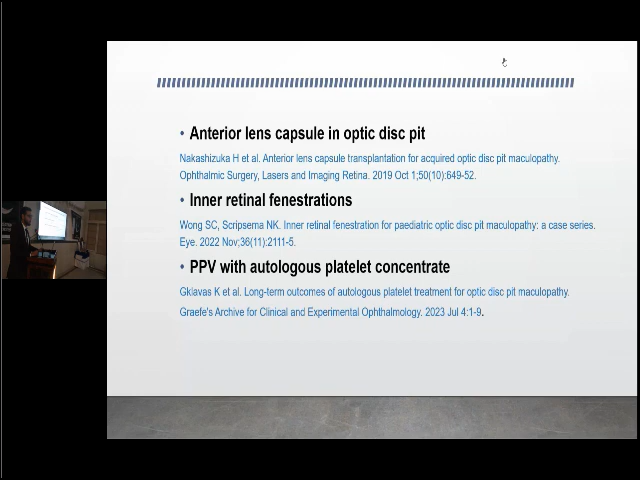 • Anterior lens capsule in optic disc pit
Nakashizuka H et al. Anterior lens capsule transplantation for acquired optic disc pit maculopathy.
Ophthalmic Surgery, Lasers and Imaging Retina. 2019 Oct 1;50(10):649-52.
• Inner retinal fenestrations
Wong SC, Scripsema NK. Inner retinal fenestration for paediatric optic disc pit maculopathy: a case series.
Eye. 2022 Nov;36(11):2111-5.
• PPV with autologous platelet concentrate
Gklavas K et al. Long-term outcomes of autologous platelet treatment for optic disc pit maculopathy.
Graefe's Archive for Clinical and Experimental Ophthalmology. 2023 Jul 4:1-9.